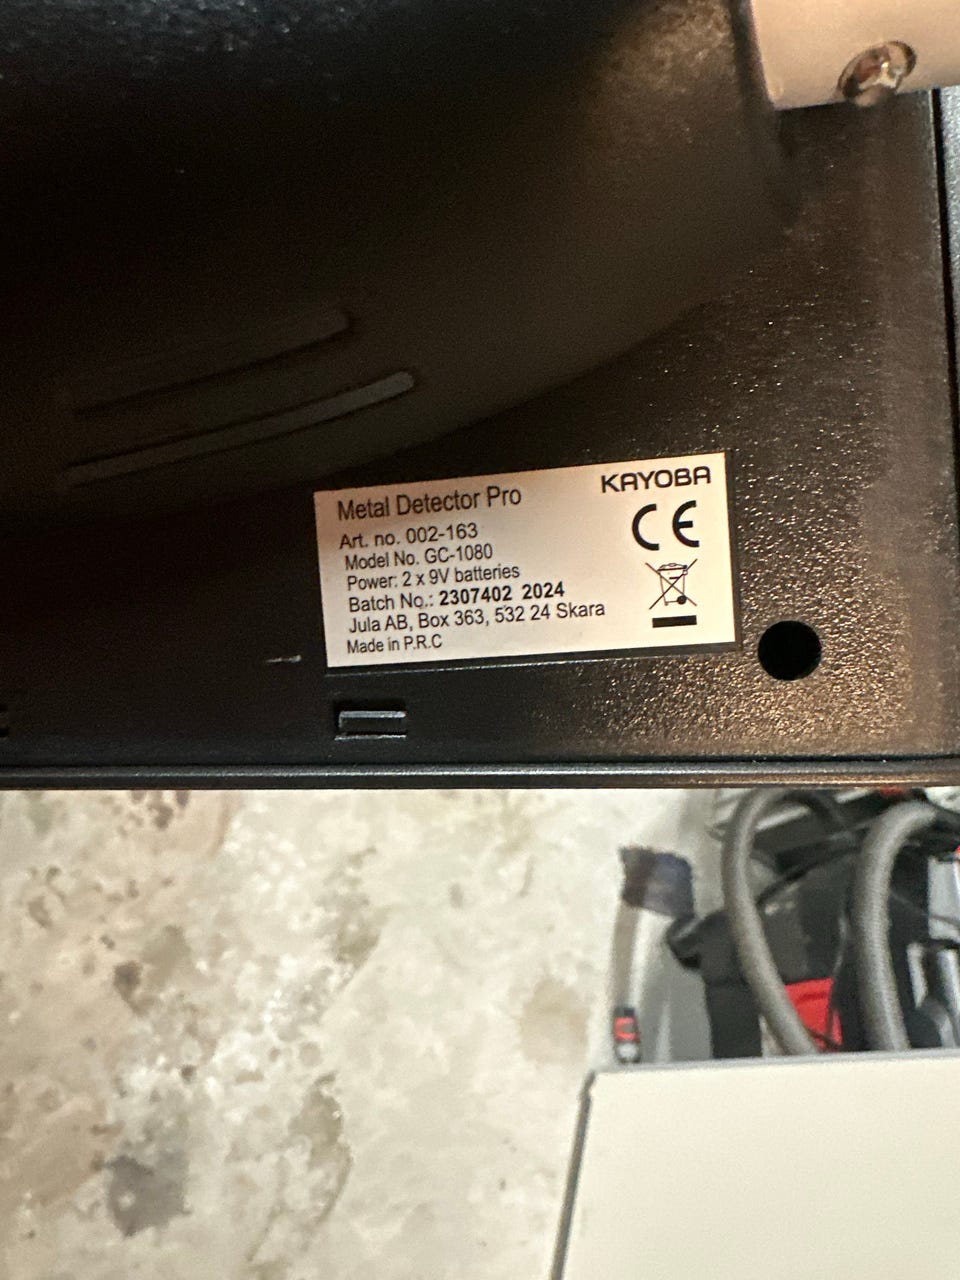 KAYOBA
Metal Detector Pro
CE
Art. no. 002-163
Model No. GC-1080
Power: 2 x 9V batteries
Batch No.: 2307402 2024
Jula AB, Box 363, 532 24 Skara
Made in P.R.C